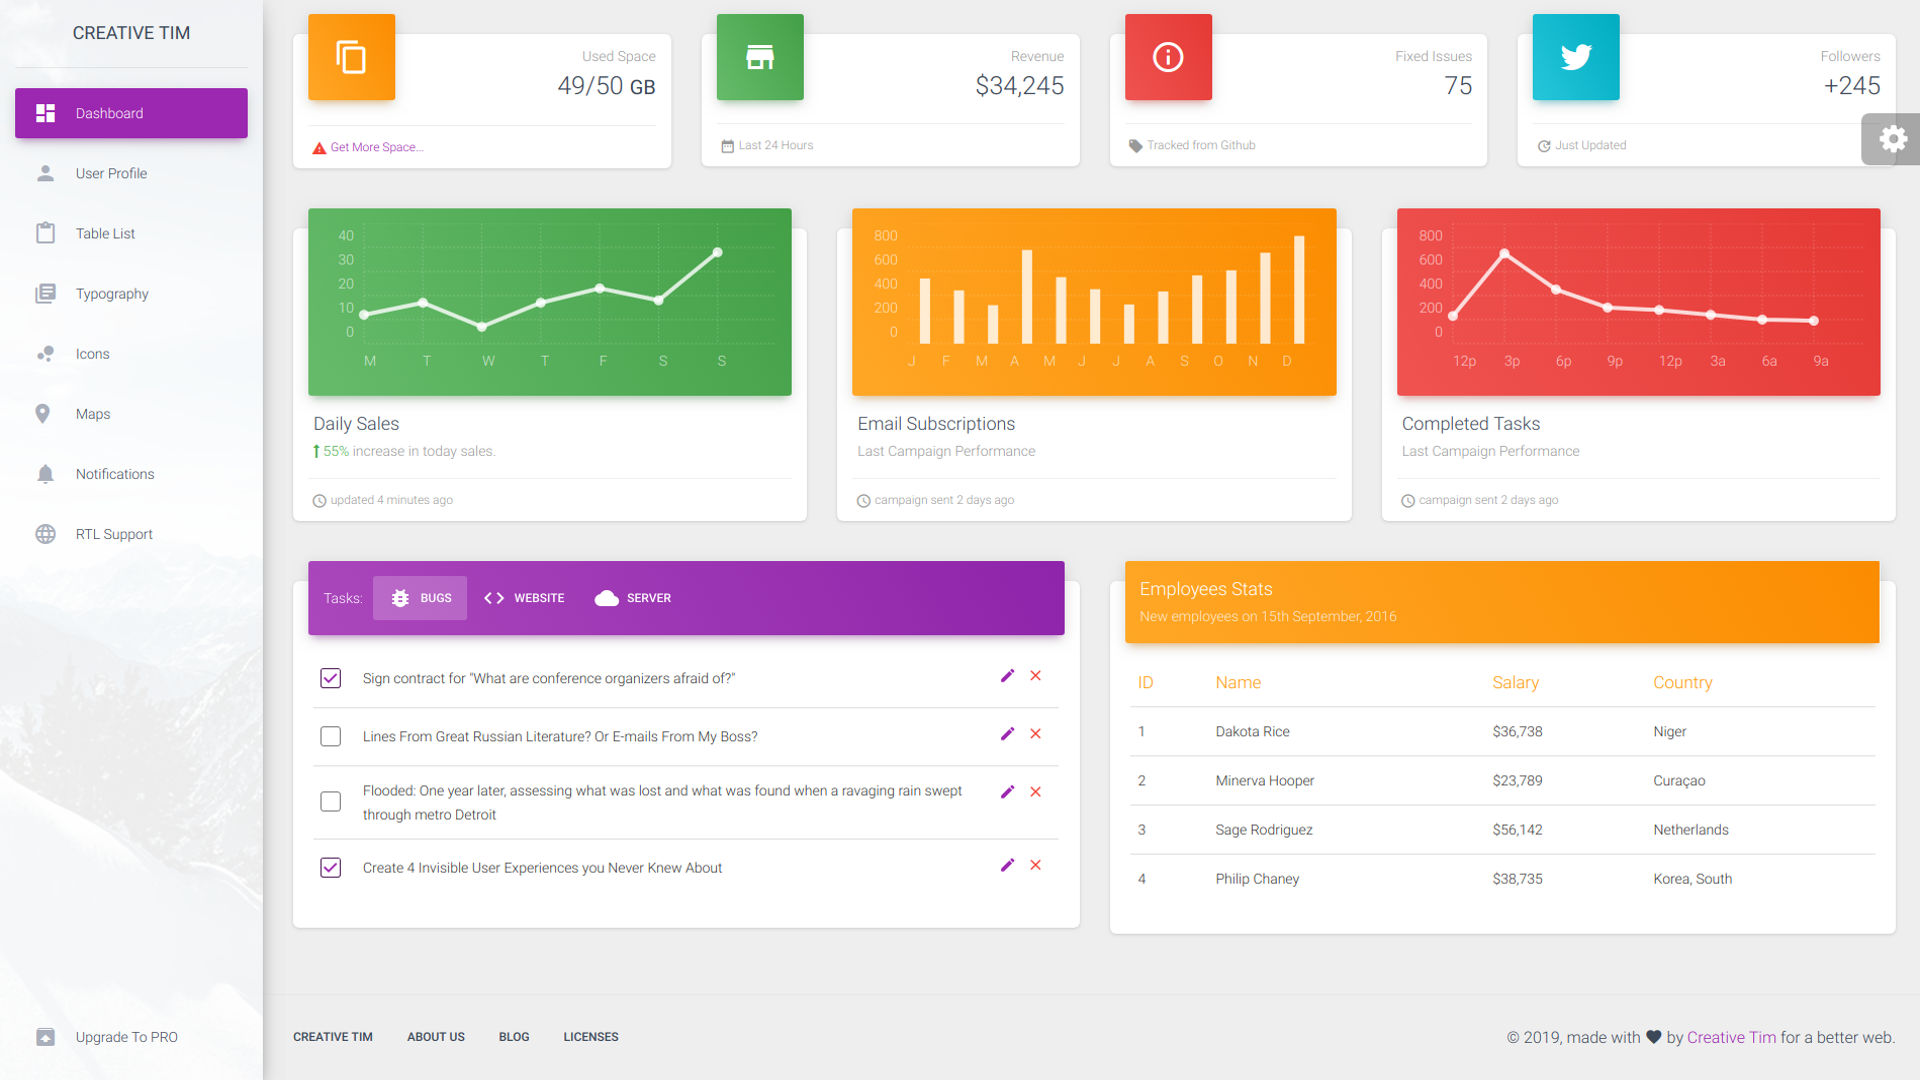 CREATIVE TIM
Dashboard
User Profile
Table List
Typography
Icons
Maps
Notifications
RTL Support
Upgrade To PRO
Used Space
49/50 GB
Get More Space...
Revenue
$34,245
Last 24 Hours
Fixed Issues
75
Tracked from Github
Followers
+245
Just Updated
40
30
20
10
0
M T W T F S S
Daily Sales
55% increase in today sales.
updated 4 minutes ago
800
600
400
200
0
J F M A M J J A S O N D
Email Subscriptions
Last Campaign Performance
campaign sent 2 days ago
800
600
400
200
0
12p 3p 6p 9p 12p 3a 6a 9a
Completed Tasks
Last Campaign Performance
campaign sent 2 days ago
Tasks: BUGS WEBSITE SERVER
Sign contract for "What are conference organizers afraid of?"
Lines From Great Russian Literature? Or E-mails From My Boss?
Flooded: One year later, assessing what was lost and what was found when a ravaging rain swept
through metro Detroit
Create 4 Invisible User Experiences you Never Knew About
Employees Stats
New employees on 15th September, 2016
ID Name Salary Country
1 Dakota Rice $36,738 Niger
2 Minerva Hooper $23,789 Curaçao
3 Sage Rodriguez $56,142 Netherlands
4 Philip Chaney $38,735 Korea, South
CREATIVE TIM ABOUT US BLOG LICENSES
© 2019, made with by Creative Tim for a better web.